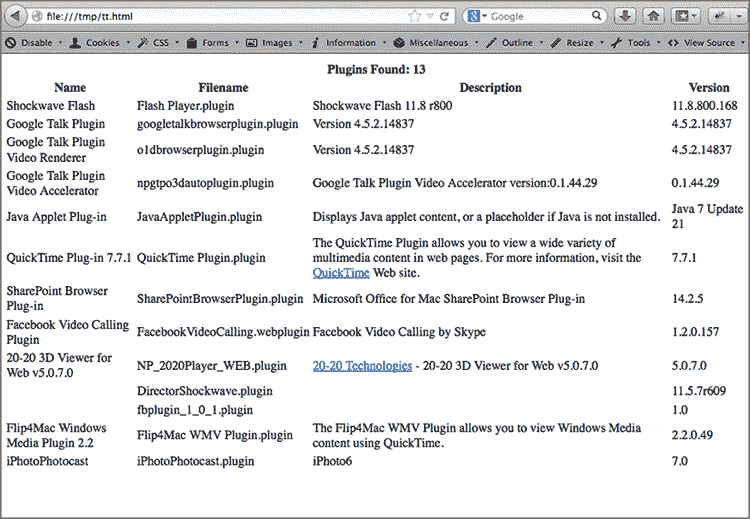 file:///tmp/tt.html
Google
Disable Cookies CSS Forms Images Information Miscellaneous Outline Resize Tools View Source
Plugins Found: 13
Name Filename Description Version
Shockwave Flash Flash Player.plugin Shockwave Flash 11.8 r800 11.8.800.168
Google Talk Plugin googletalkbrowserplugin.plugin Version 4.5.2.14837 4.5.2.14837
Google Talk Plugin
Video Renderer o1dbrowserplugin.plugin Version 4.5.2.14837 4.5.2.14837
Google Talk Plugin
Video Accelerator npgtpo3dautoplugin.plugin Google Talk Plugin Video Accelerator version:0.1.44.29 0.1.44.29
Java Applet Plug-in JavaAppletPlugin.plugin Displays Java applet content, or a placeholder if Java is not installed. Java 7 Update
21
QuickTime Plug-in 7.7.1 QuickTime Plugin.plugin The QuickTime Plugin allows you to view a wide variety of
multimedia content in web pages. For more information, visit the
QuickTime Web site. 7.7.1
SharePoint Browser
Plug-in SharePointBrowserPlugin.plugin Microsoft Office for Mac SharePoint Browser Plug-in 14.2.5
Facebook Video Calling
Plugin FacebookVideoCalling.webplugin Facebook Video Calling by Skype 1.2.0.157
20-20 3D Viewer for
Web v5.0.7.0 NP_2020Player_WEB.plugin 20-20 Technologies - 20-20 3D Viewer for Web v5.0.7.0 5.0.7.0
DirectorShockwave.plugin 11.5.7r609
fbplugin_1_0_1.plugin 1.0
Flip4Mac Windows
Media Plugin 2.2 Flip4Mac WMV Plugin.plugin The Flip4Mac WMV Plugin allows you to view Windows Media
content using QuickTime. 2.2.0.49
iPhotoPhotocast iPhotoPhotocast.plugin iPhoto6 7.0